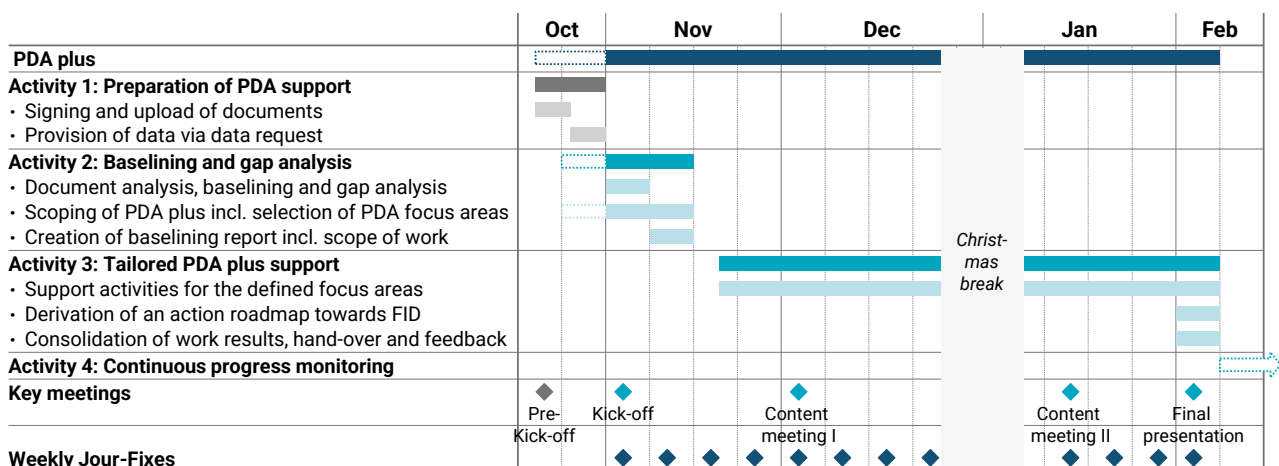 Oct Nov Dec Jan Feb
PDA plus
Activity 1: Preparation of PDA support
• Signing and upload of documents
• Provision of data via data request
Activity 2: Baselining and gap analysis
• Document analysis, baselining and gap analysis
• Scoping of PDA plus incl. selection of PDA focus areas
• Creation of baselining report incl. scope of work
Christ-
mas
break
Activity 3: Tailored PDA plus support
• Support activities for the defined focus areas
• Derivation of an action roadmap towards FID
• Consolidation of work results, hand-over and feedback
Activity 4: Continuous progress monitoring
Key meetings
Pre-
Kick-off
Kick-off
Content
meeting I
Content
meeting II
Final
presentation
Weekly Jour-Fixes